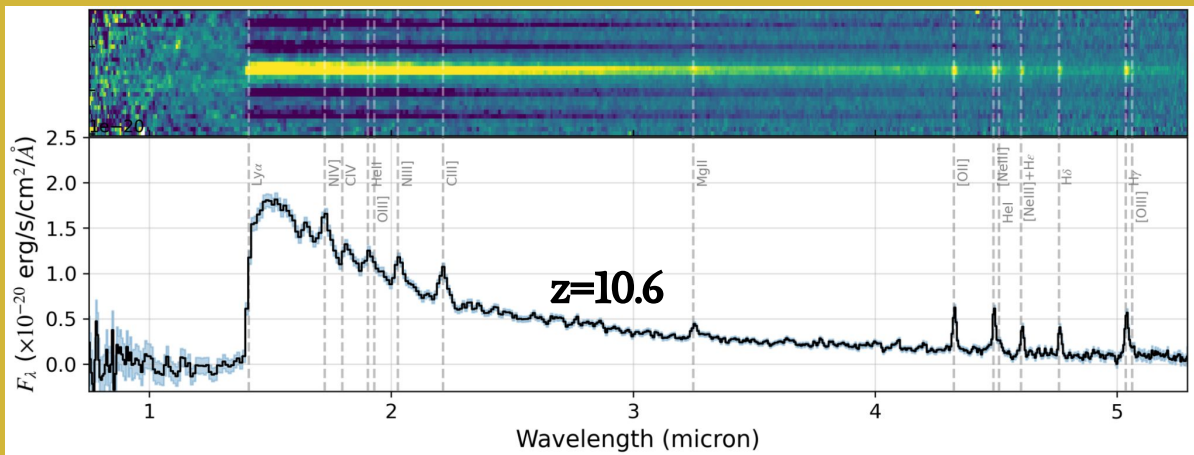 1e−20
2.5
2.0
1.5
1.0
0.5
0.0
Fλ (×10⁻²⁰ erg/s/cm²/Å)
Lyα
NIV]
CIV
HeII
OIII]
NIII]
CIII]
MgII
[OII]
[NeIII]
HeI
[NeIII]+Hε
Hδ
Hγ
[OIII]
z=10.6
1 2 3 4 5
Wavelength (micron)